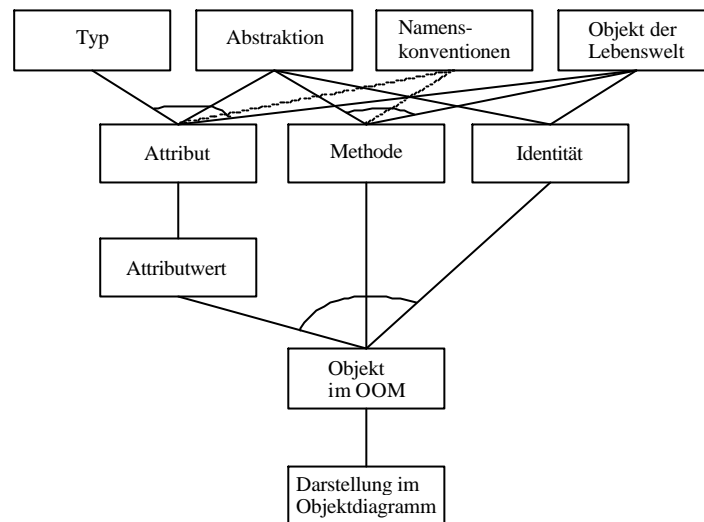 Typ
Abstraktion
Namens-
konventionen
Objekt der
Lebenswelt
Attribut
Methode
Identität
Attributwert
Objekt
im OOM
Darstellung im
Objektdiagramm